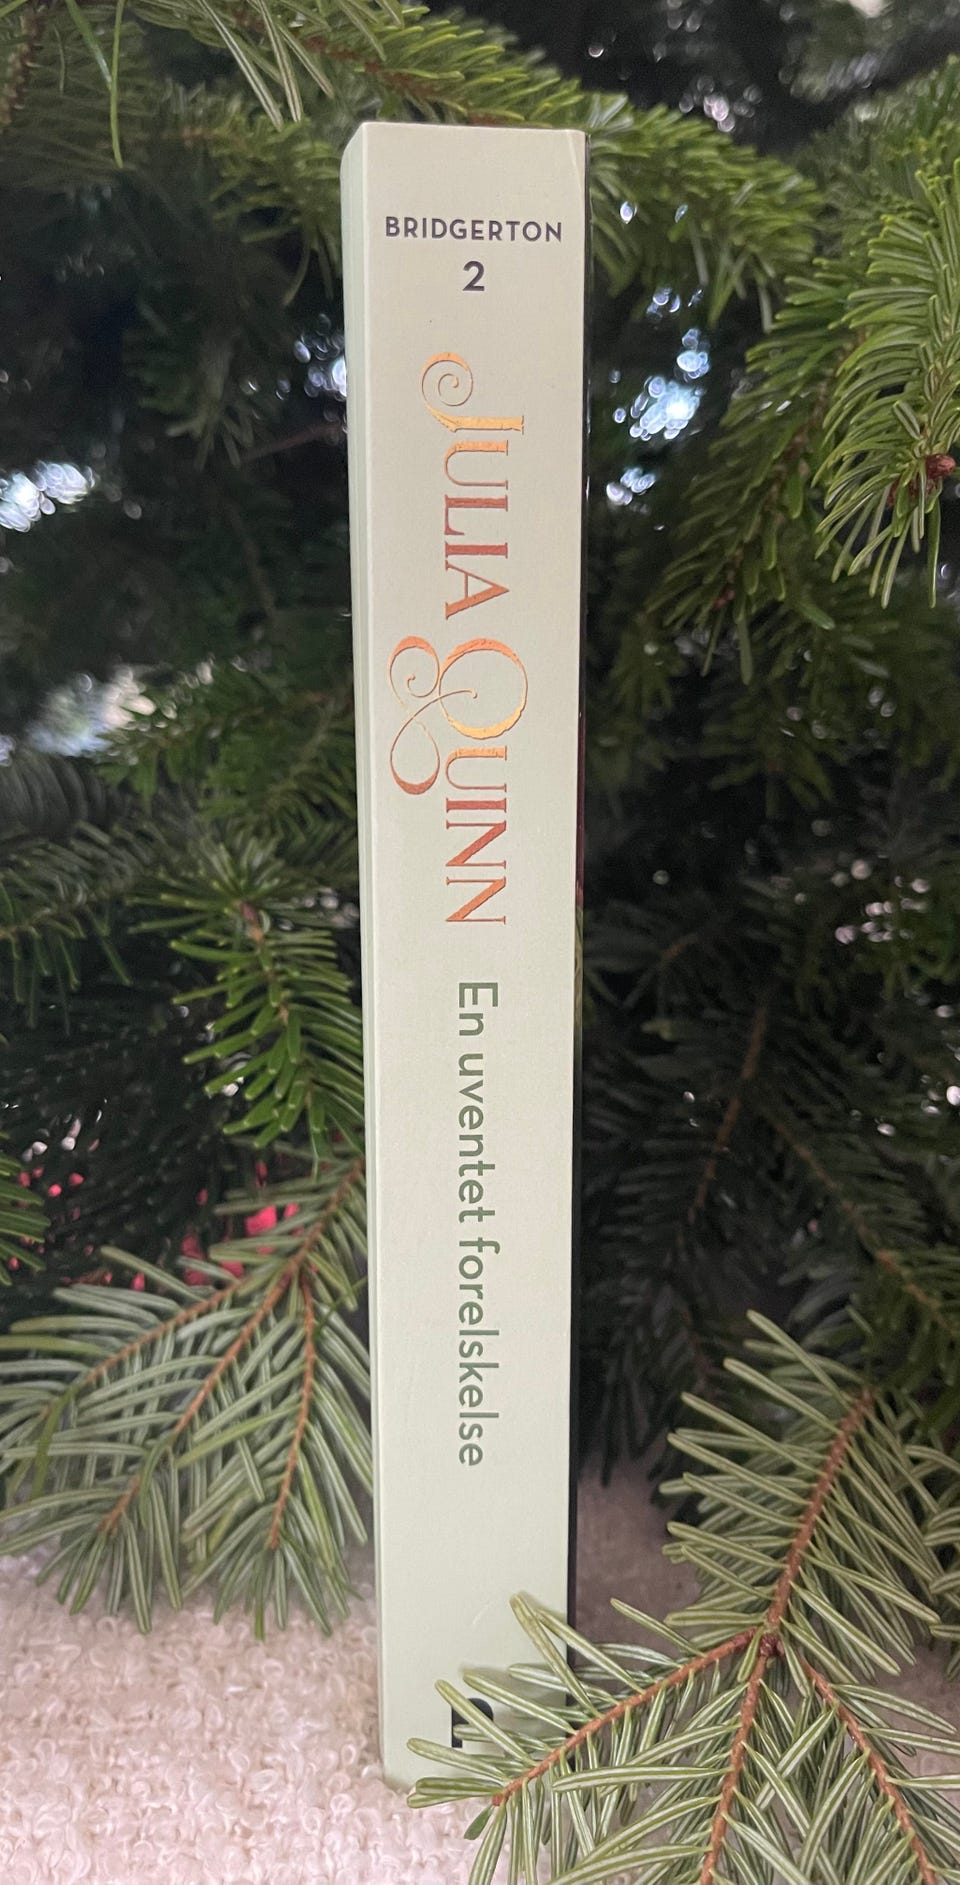 BRIDGERTON
2
JULIA QUINN
En uventet forelskelse